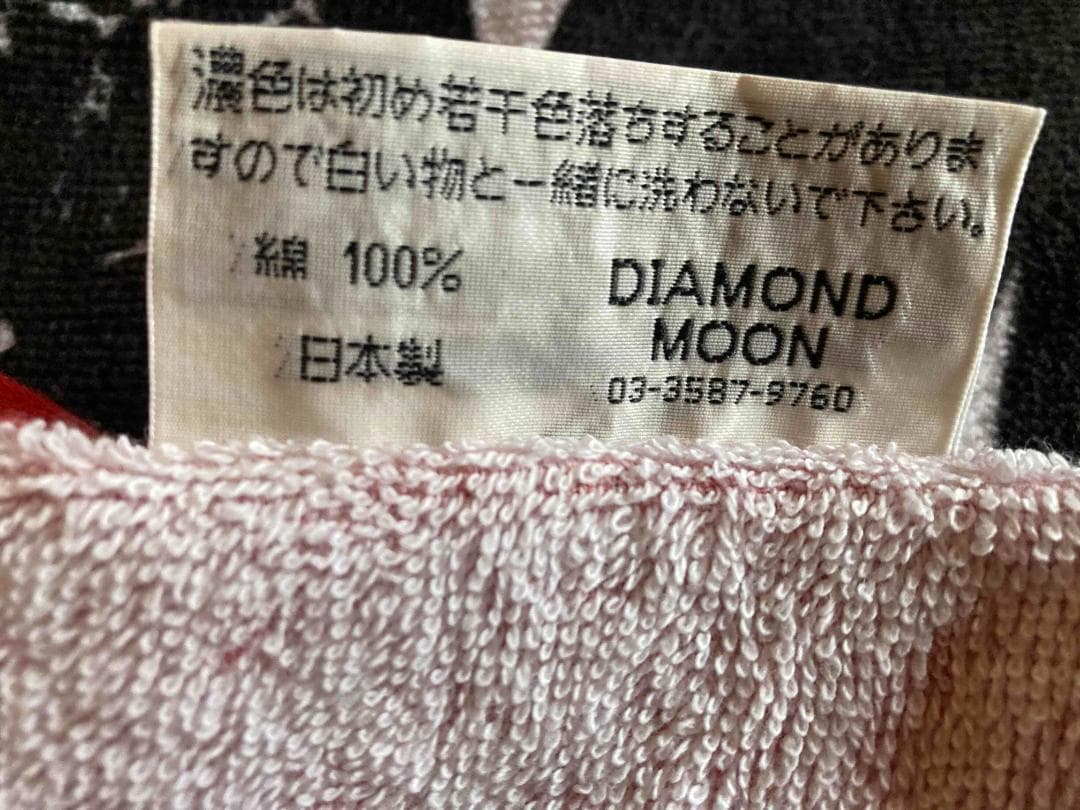 濃色は初め若干色落ちすることがありま
すので白い物と一緒に洗わないで下さい。
綿 100%
日本製
DIAMOND
MOON
03-3587-9760